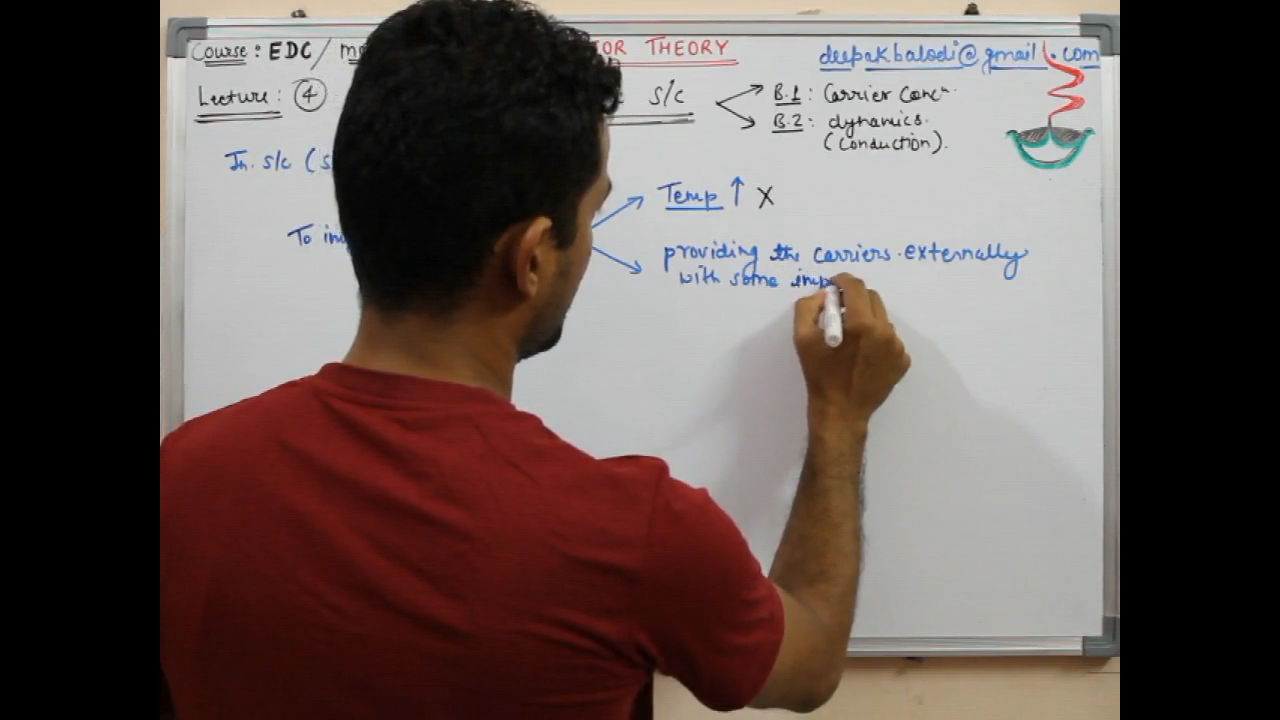 Course: EDC/ TOR THEORY
deepakbalodi@gmail.com
Lecture: 4 S/C
B.1: Carrier Concn.
B.2: dynamics.
(Conduction).
In. s/c (s
Temp ↑ X
To imp
providing the carriers externally
with some imp